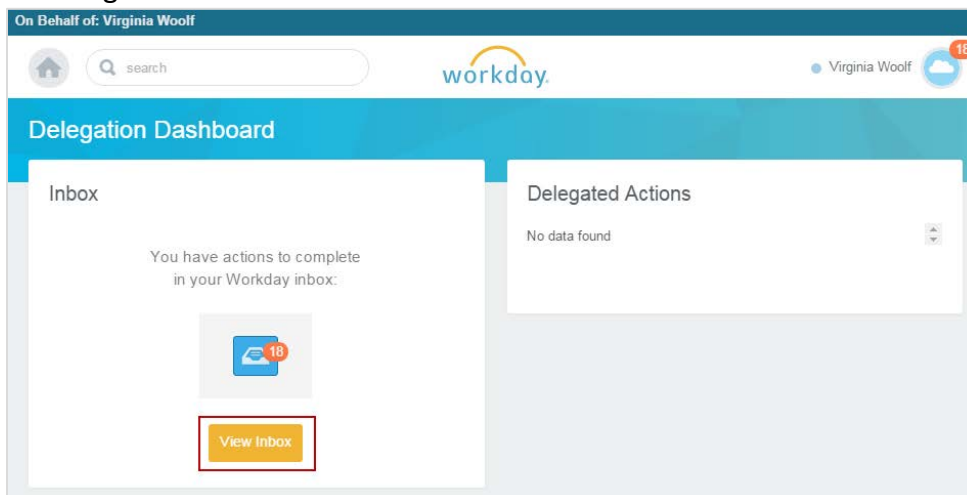 On Behalf of: Virginia Woolf
search
workday.
Virginia Woolf
18
Delegation Dashboard
Inbox
You have actions to complete
in your Workday inbox:
18
View Inbox
Delegated Actions
No data found